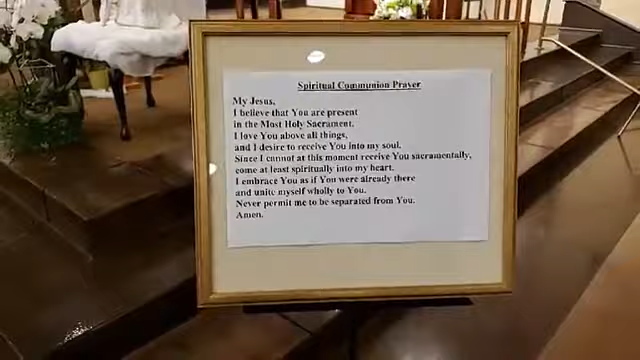 Spiritual Communion Prayer
My Jesus,
I believe that You are present
in the Most Holy Sacrament.
I love You above all things,
and I desire to receive You into my soul.
Since I cannot at this moment receive You sacramentally,
come at least spiritually into my heart.
I embrace You as if You were already there
and unite myself wholly to You.
Never permit me to be separated from You.
Amen.